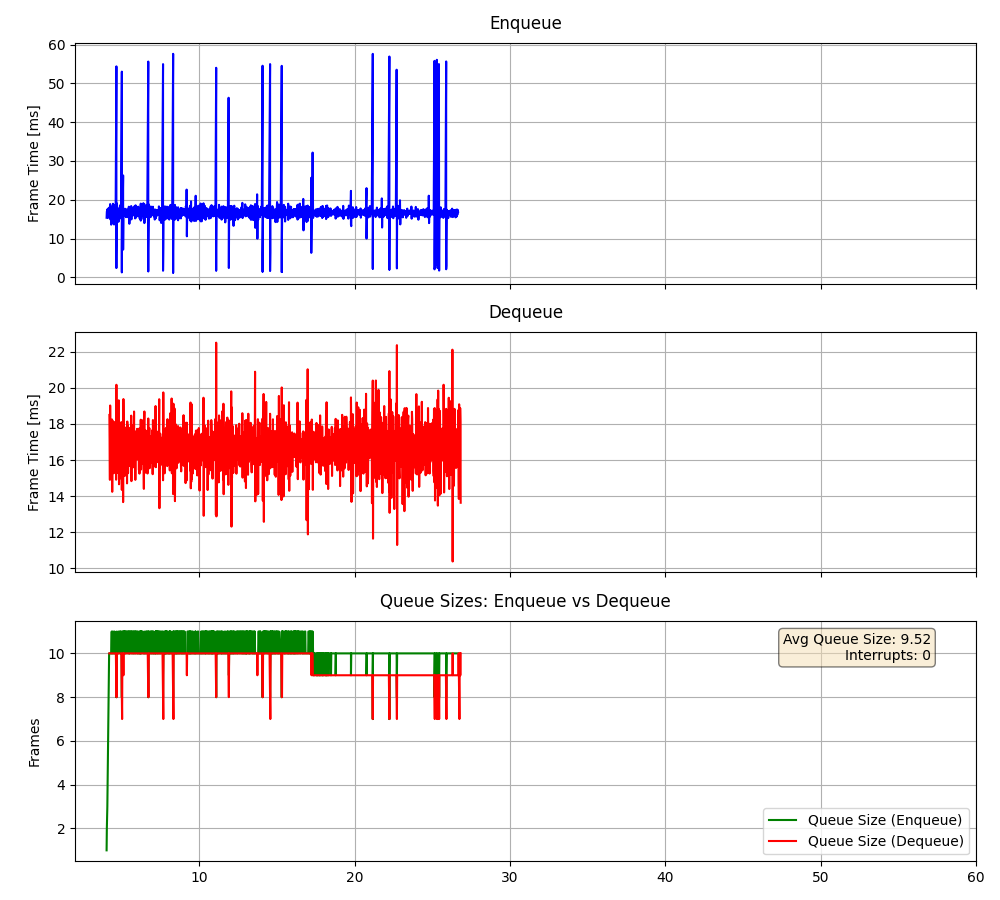 Enqueue
60
50
40
30
20
10
0
Frame Time [ms]
Dequeue
22
20
18
16
14
12
10
Frame Time [ms]
Queue Sizes: Enqueue vs Dequeue
10
8
6
4
2
Frames
Avg Queue Size: 9.52
Interrupts: 0
Queue Size (Enqueue)
Queue Size (Dequeue)
10 20 30 40 50 60